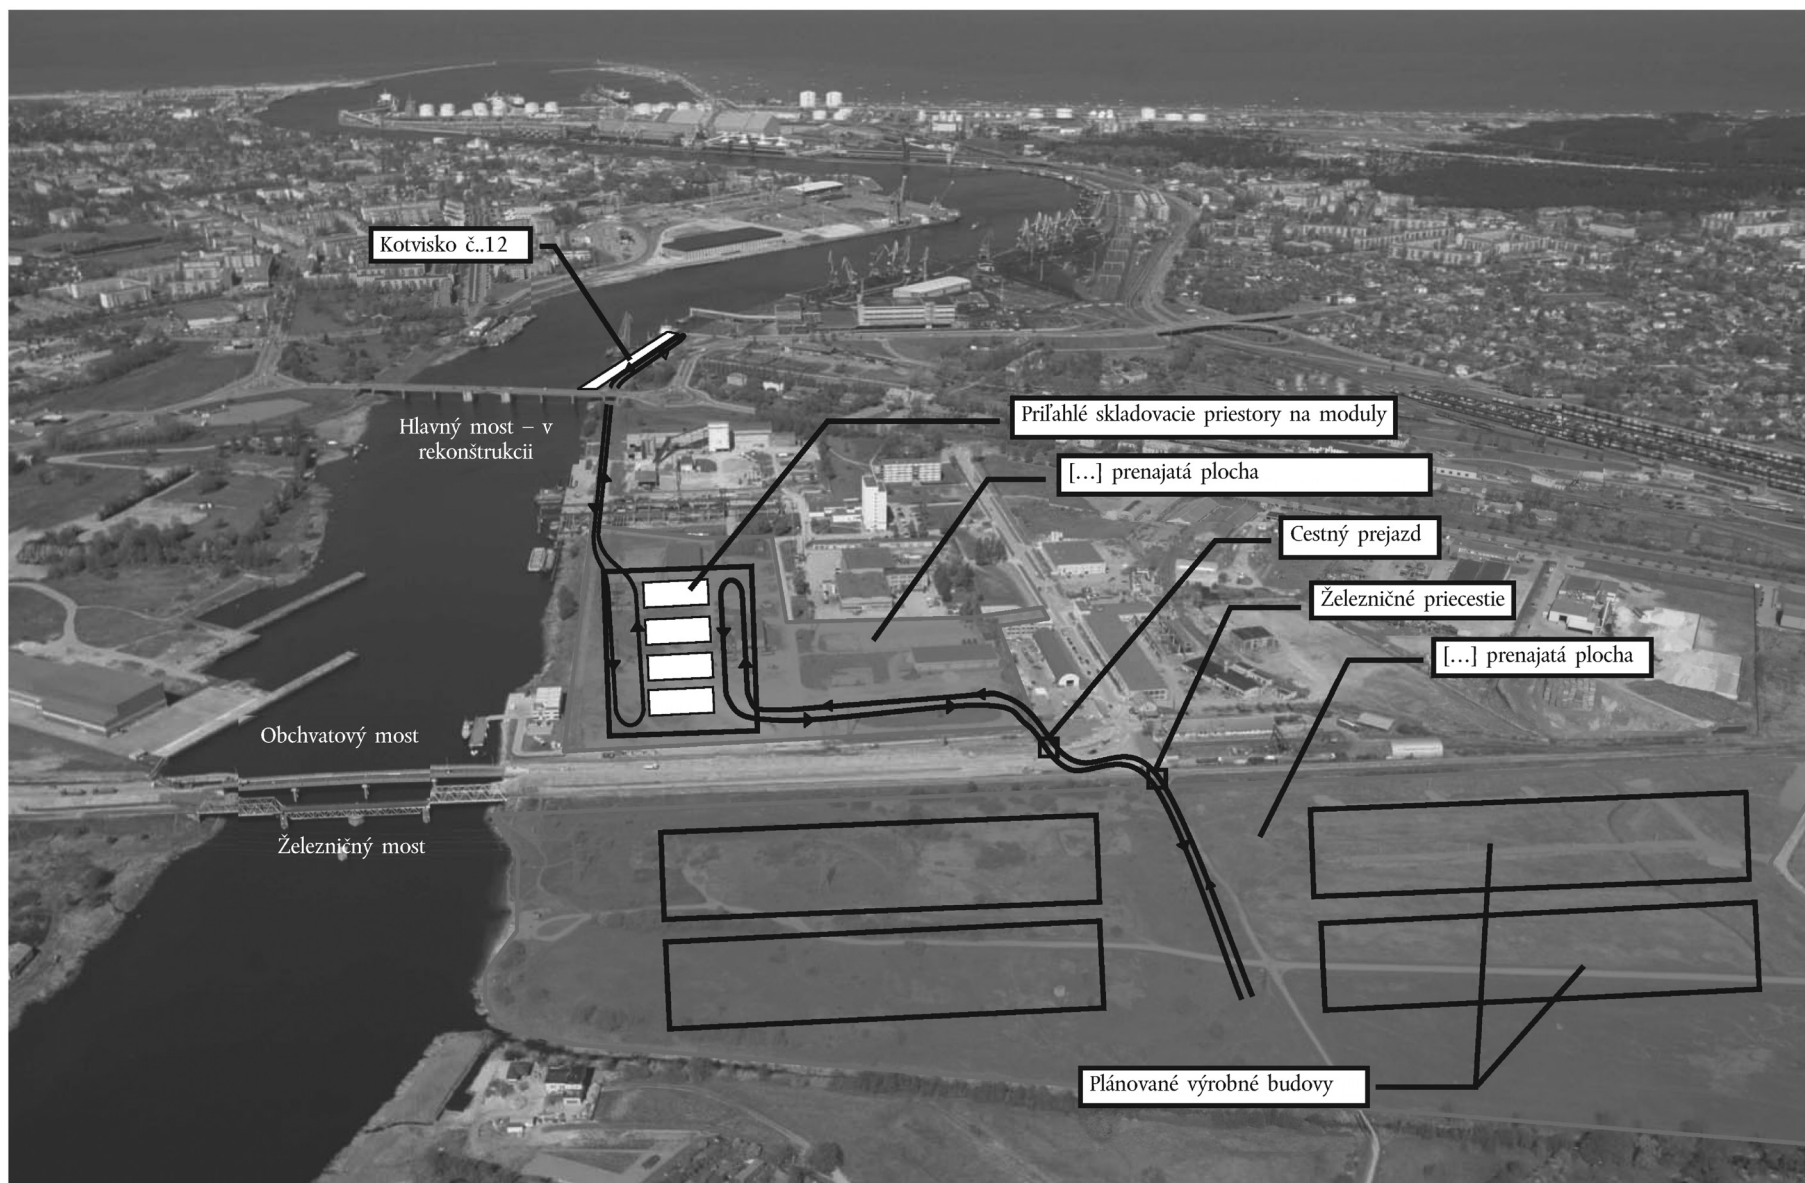 Kotvisko č..12
Hlavný most – v
rekonštrukcii
Priľahlé skladovacie priestory na moduly
[...] prenajatá plocha
Cestný prejazd
Železničné priecestie
[...] prenajatá plocha
Obchvatový most
Železničný most
Plánované výrobné budovy